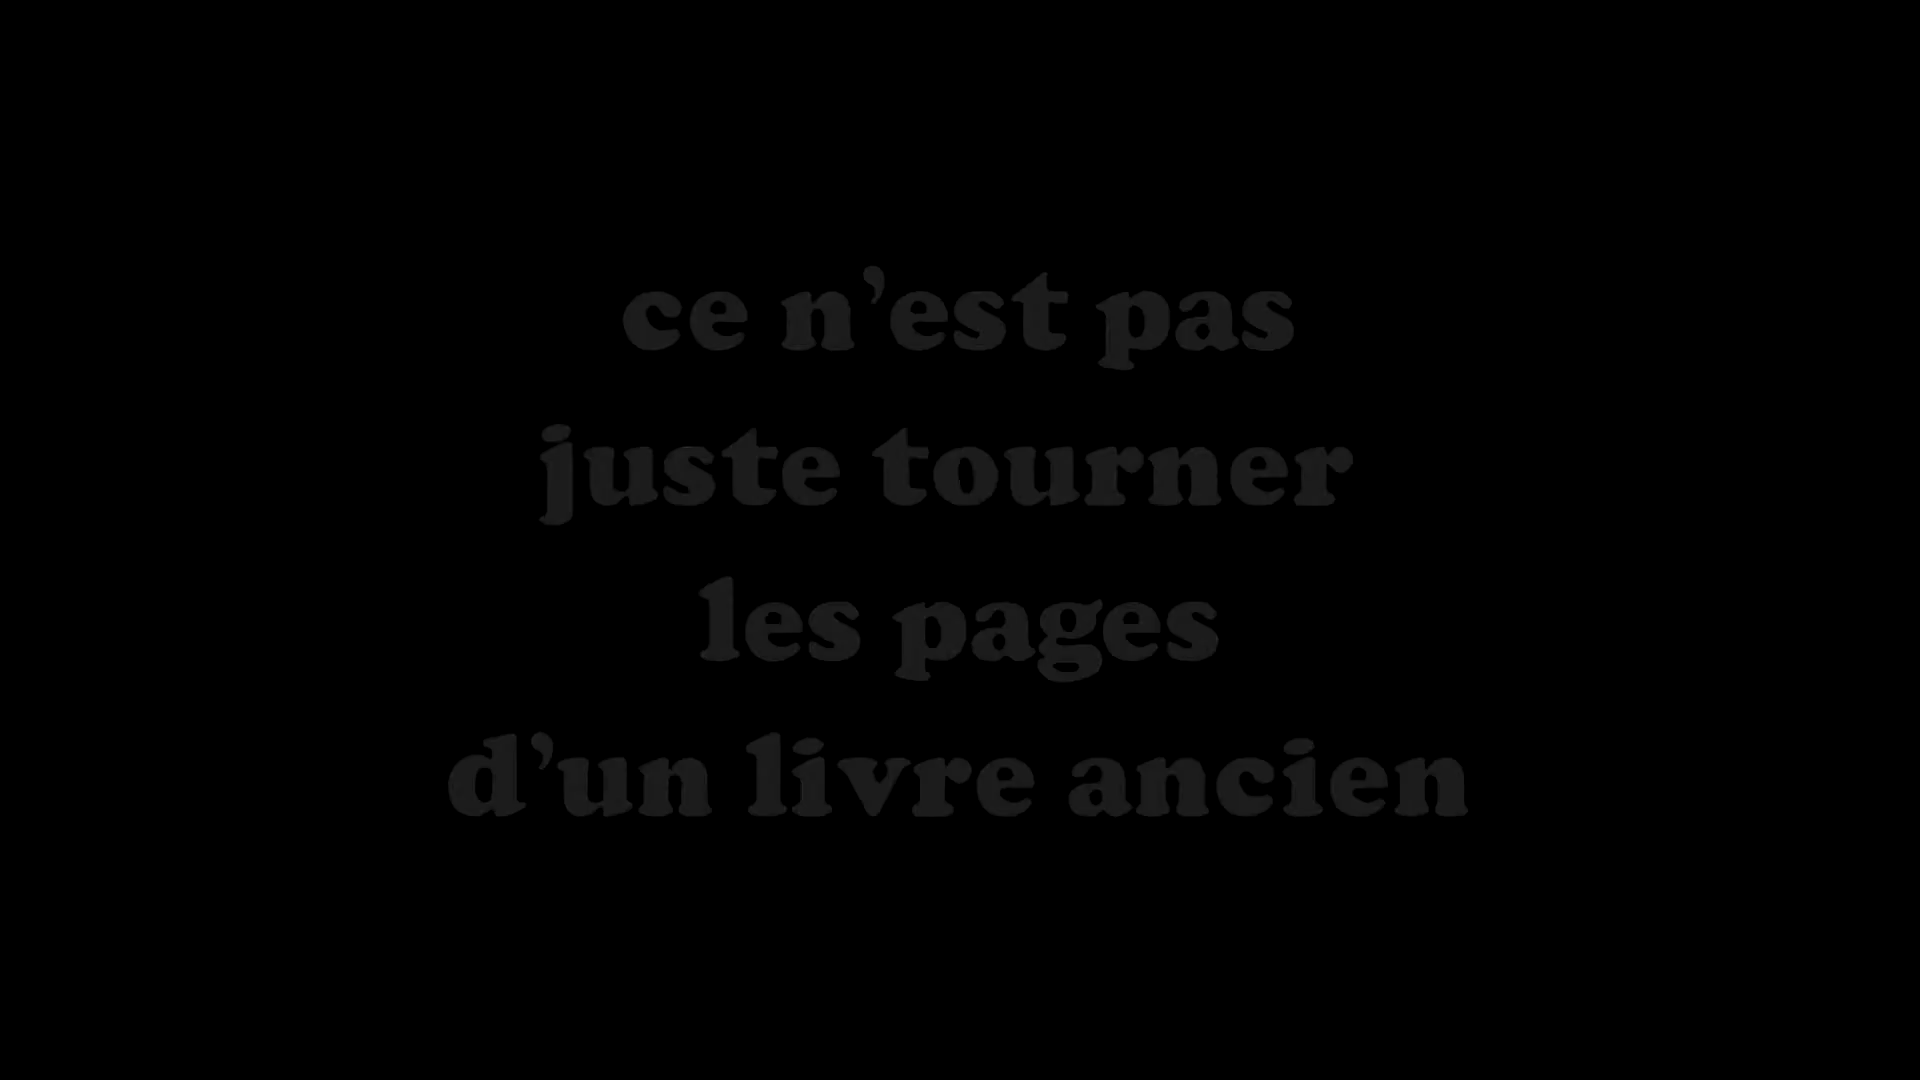 ce n’est pas
juste tourner
les pages
d’un livre ancien